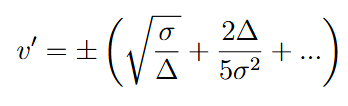 v′ = ± (√(σ/Δ) + 2Δ/5σ² + ...)